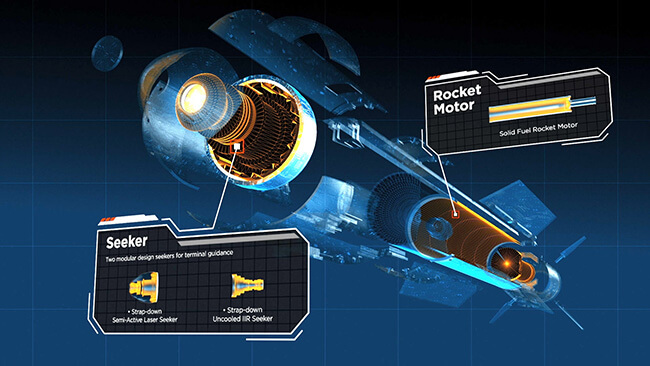 Rocket
Motor
Solid Fuel Rocket Motor
Seeker
Two modular design seekers for terminal guidance
• Strap-down
Semi-Active Laser Seeker
• Strap-down
Uncooled IIR Seeker